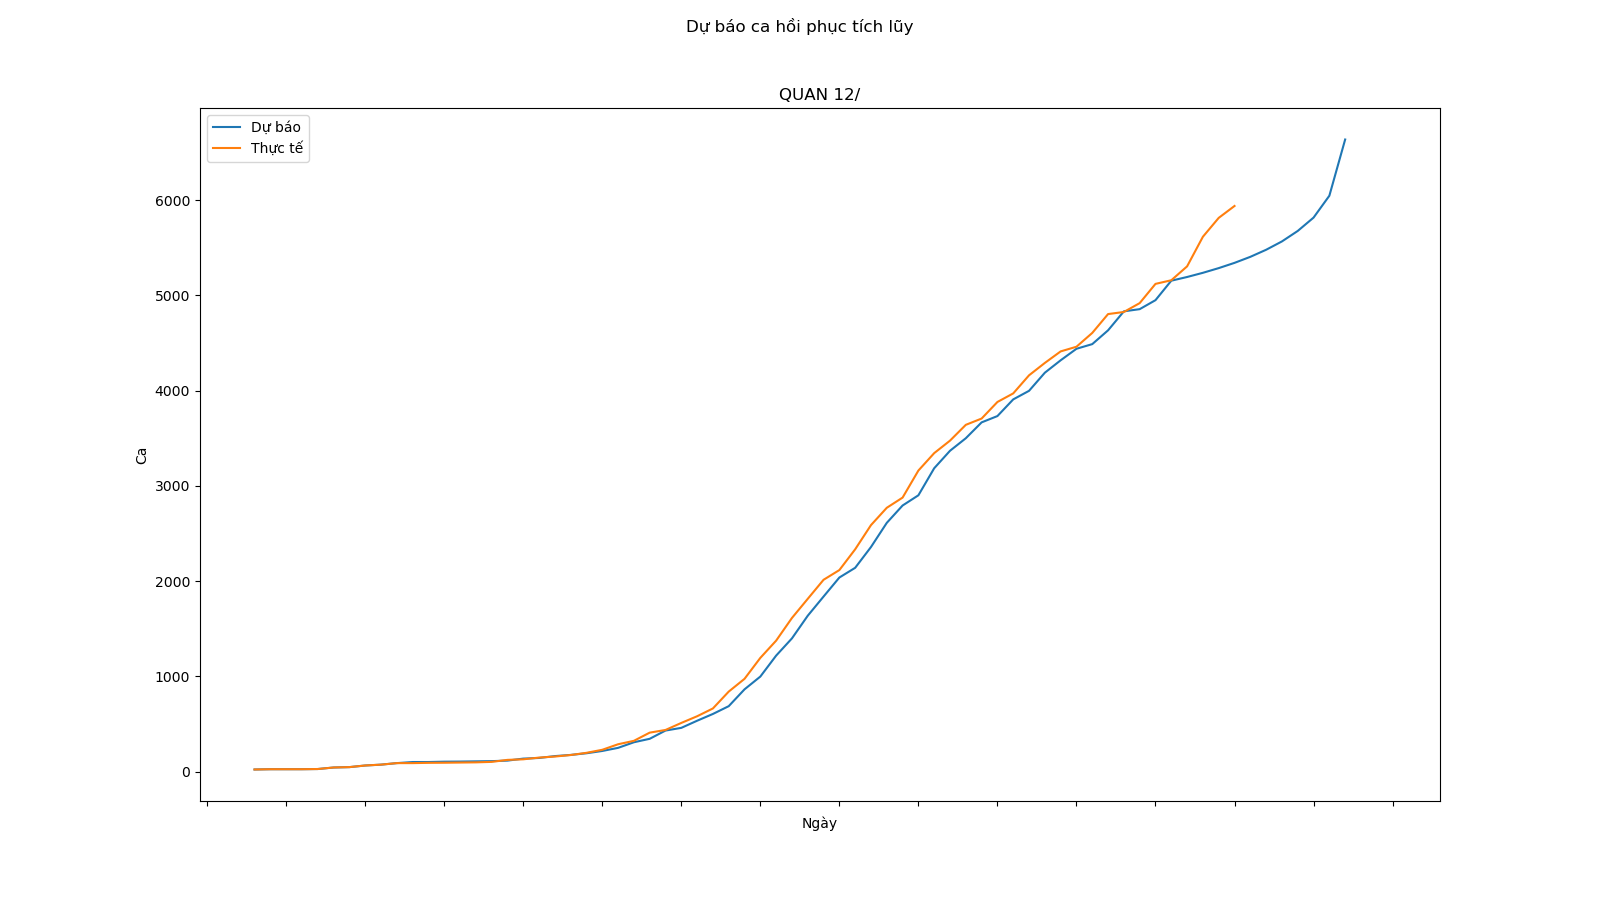 Dự báo ca hồi phục tích lũy
QUAN 12/
Dự báo
Thực tế
6000
5000
4000
3000
2000
1000
0
Ca
Ngày